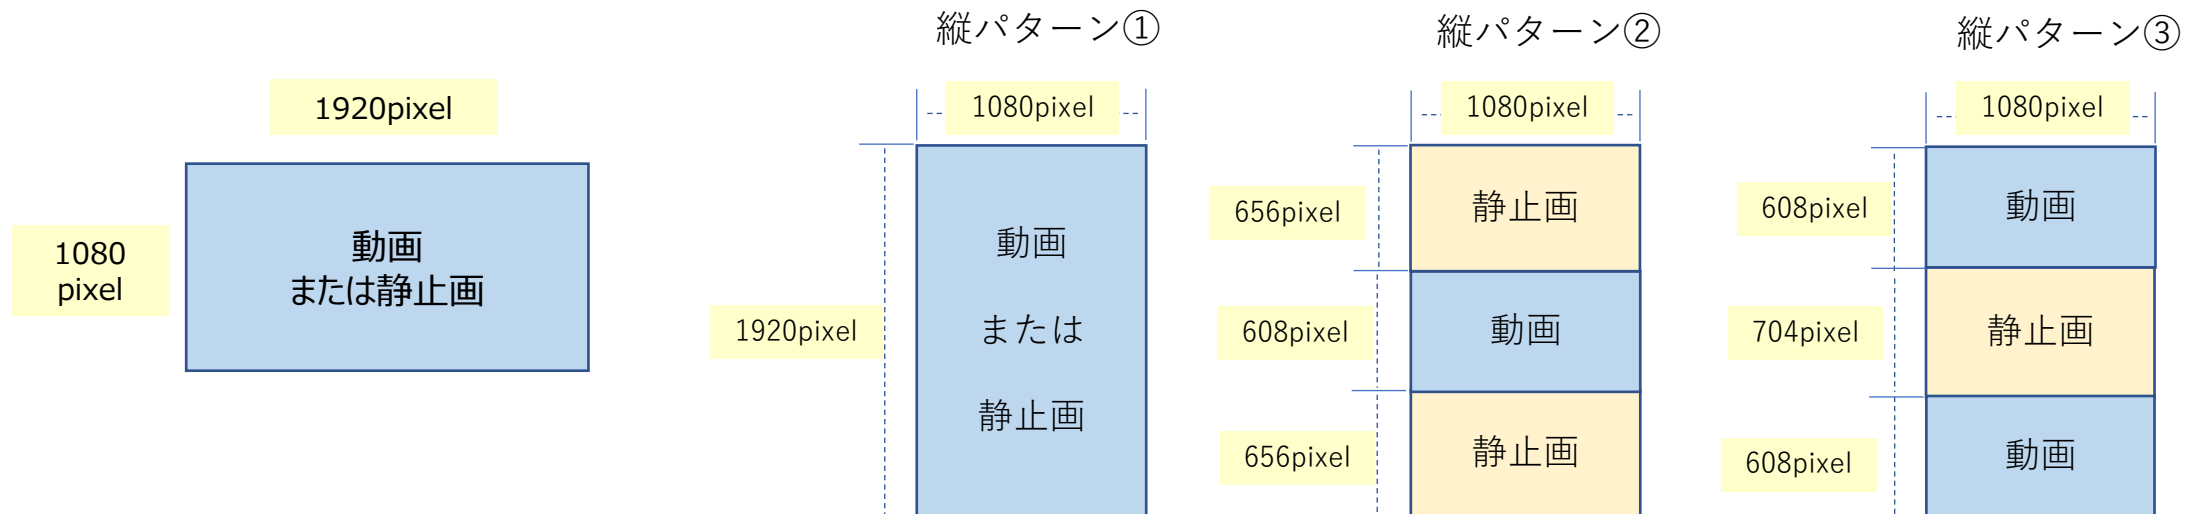 縦パターン①
縦パターン②
縦パターン③
1920pixel
1080
pixel
動画
または静止画
1080pixel
1920pixel
動画
または
静止画
1080pixel
656pixel
608pixel
656pixel
静止画
動画
静止画
1080pixel
608pixel
704pixel
608pixel
動画
静止画
動画